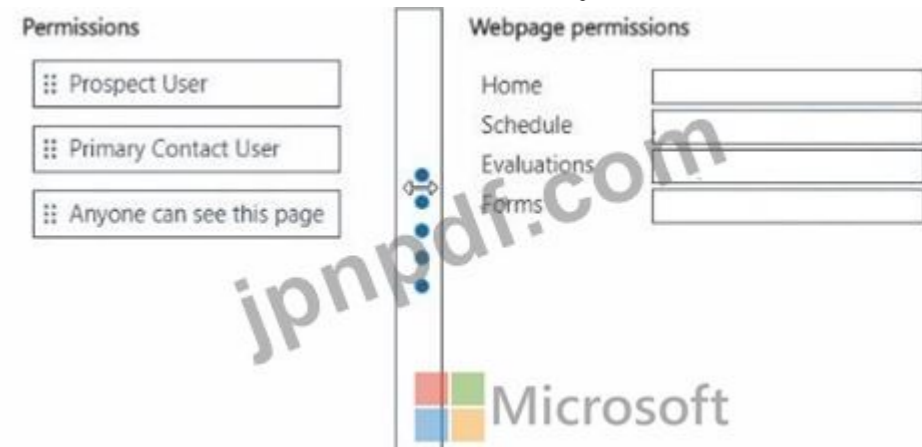 Permissions
Prospect User
Primary Contact User
Anyone can see this page
Webpage permissions
Home
Schedule
Evaluations
Forms
jpnpdf.com
Microsoft